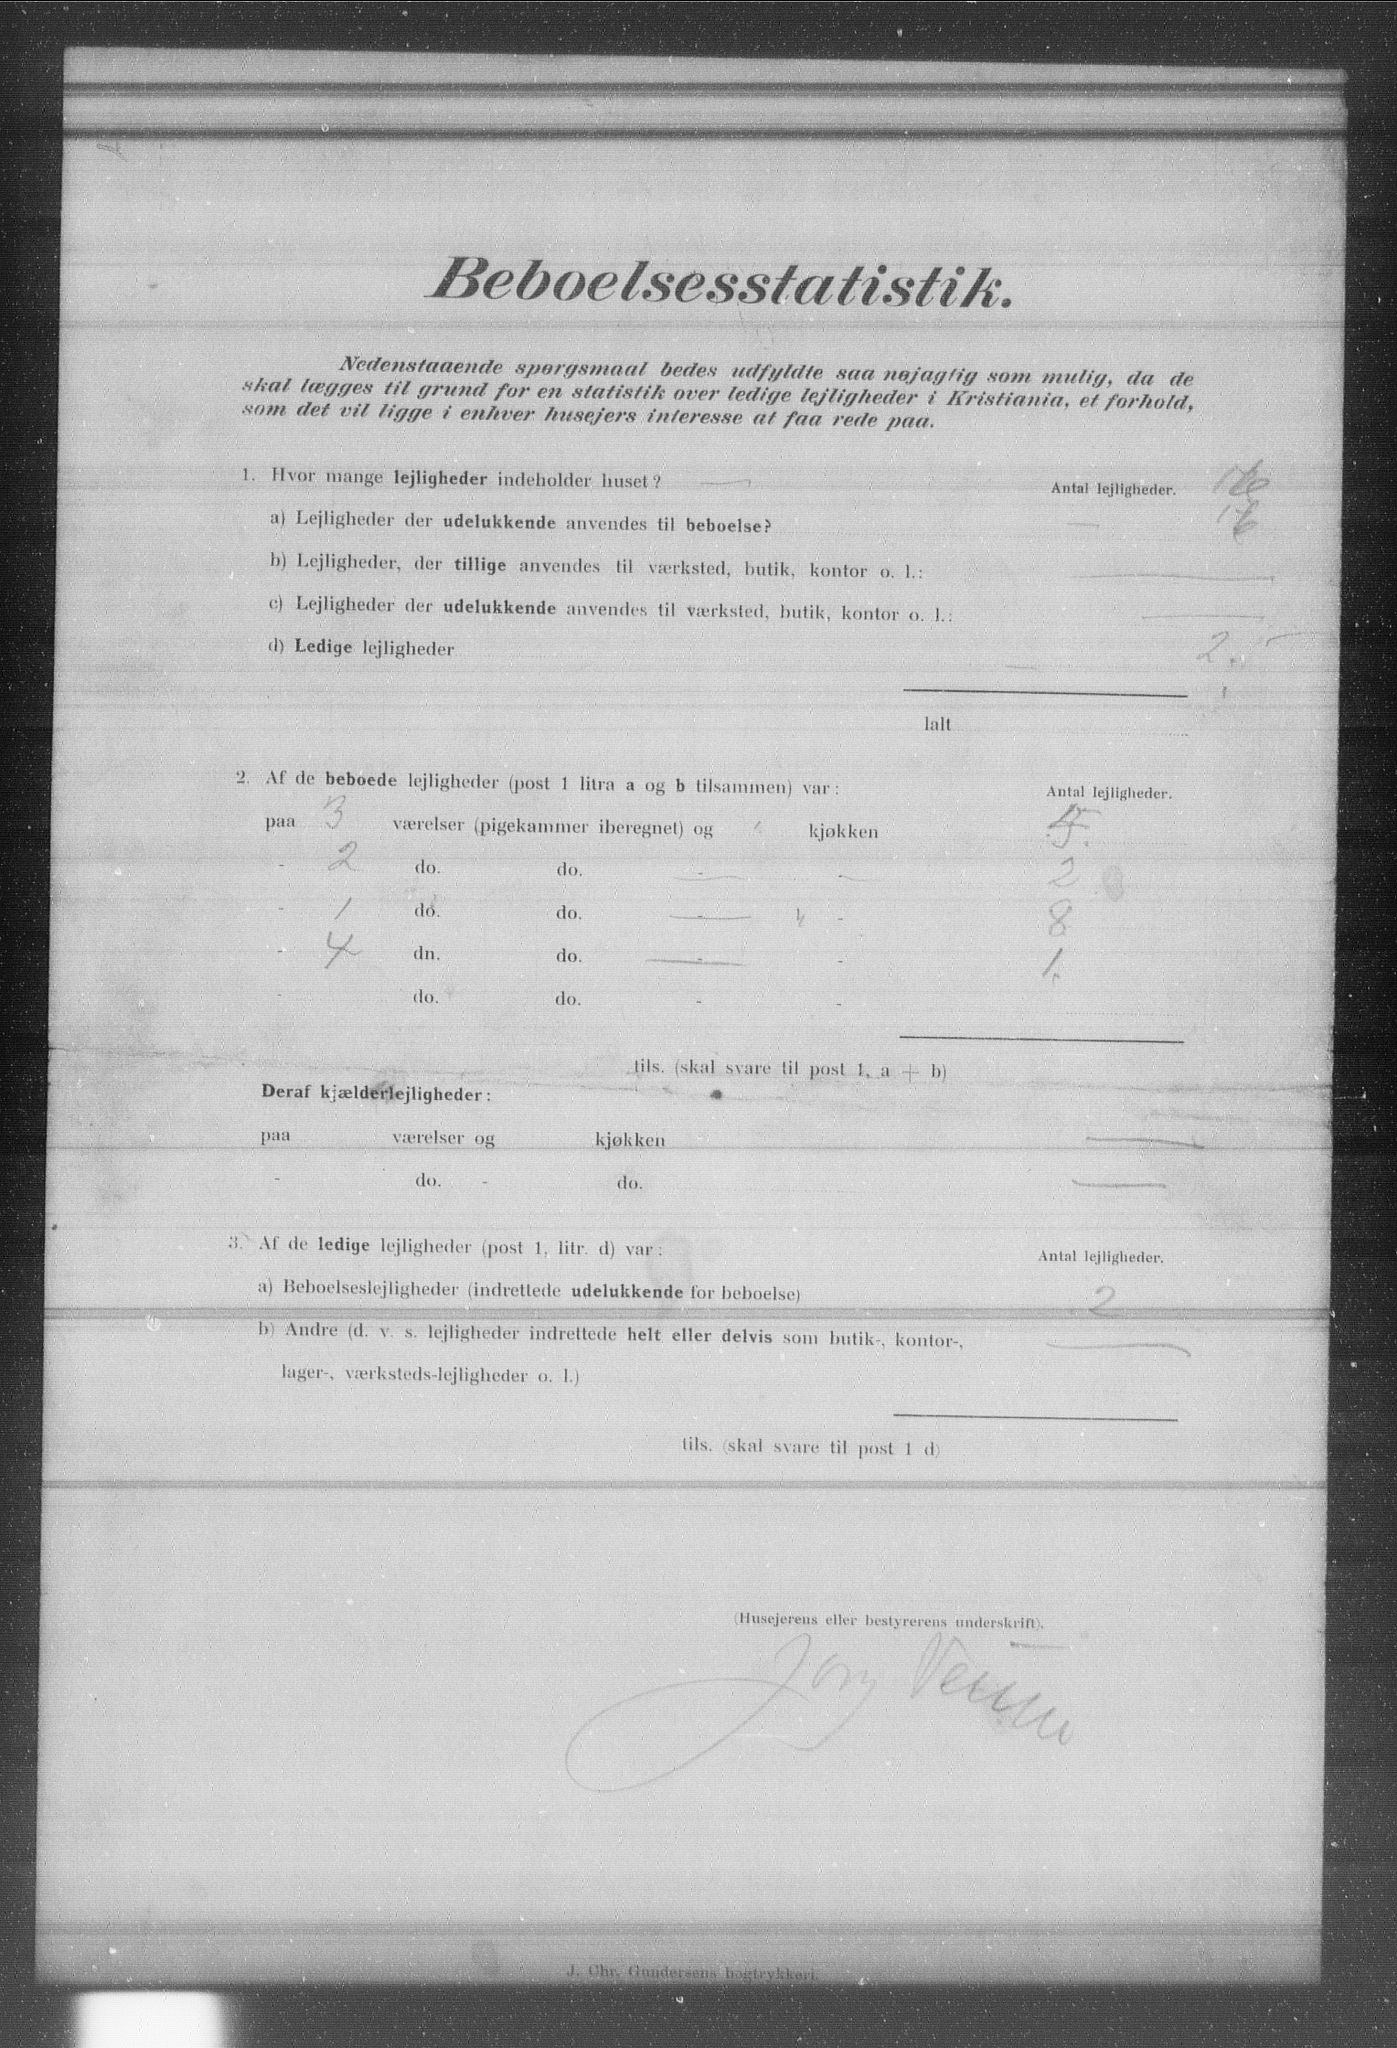 Beboelsesstatistik.
Nedenstaaende spørgsmaal bedes udfyldte saa nøjagtig som mulig, da de
skal lægges til grund for en statistik over ledige lejligheder i Kristiania, et forhold,
som det vil ligge i enhver husejers interesse at faa rede paa.
1. Hvor mange lejligheder indeholder huset? Antal lejligheder.
a) Lejligheder der udelukkende anvendes til beboelse?
b) Lejligheder, der tillige anvendes til værksted, butik, kontor o. l.:
c) Lejligheder der udelukkende anvendes til værksted, butik, kontor o. l.:
d) Ledige lejligheder 2.
Ialt
2. Af de beboede lejligheder (post 1 litra a og b tilsammen) var: Antal lejligheder.
paa 3 værelser (pigekammer iberegnet) og kjøkken 5.
- 2 do. do. - - 2
- 1 do. do. - - 8
- 4 dn. do. - - 1.
- do. do. - -
tils. (skal svare til post 1, a + b)
Deraf kjælderlejligheder:
paa værelser og kjøkken
- do. - do.
3. Af de ledige lejligheder (post 1, litr. d) var: Antal lejligheder.
a) Beboelseslejligheder (indrettede udelukkende for beboelse) 2
b) Andre (d. v. s. lejligheder indrettede helt eller delvis som butik-, kontor-,
lager-, værksteds-lejligheder o. l.)
tils. (skal svare til post 1 d)
(Husejerens eller bestyrerens underskrift).
J. Chr. Gundersens bogtrykkeri.